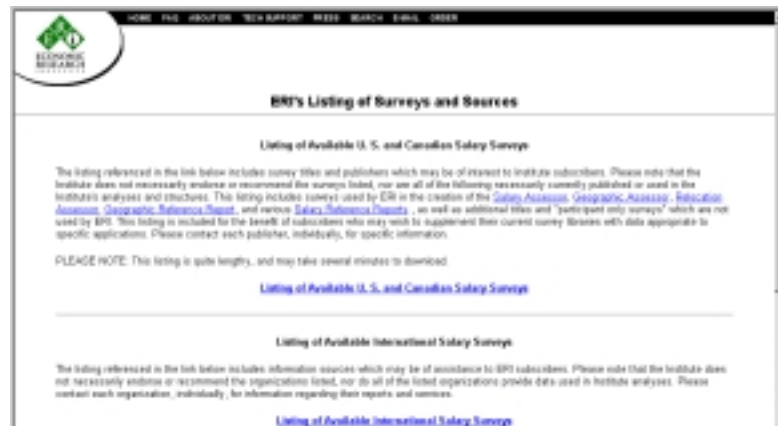 HOME FAQ ABOUT ERI TECH SUPPORT PRESS SEARCH E-MAIL ORDER
ERI
ECONOMIC
RESEARCH
INSTITUTE
ERI's Listing of Surveys and Sources
Listing of Available U. S. and Canadian Salary Surveys
The listing referenced in the link below includes survey titles and publishers which may be of interest to Institute subscribers. Please note that the
Institute does not necessarily endorse or recommend the surveys listed, nor are all of the following necessarily currently published or used in the
Institute's analyses and structures. This listing includes surveys used by ERI in the creation of the Salary Assessor, Geographic Assessor, Relocation
Assessor, Geographic Reference Report, and various Salary Reference Reports , as well as additional titles and "participant only surveys" which are not
used by ERI. This listing is included for the benefit of subscribers who may wish to supplement their current survey libraries with data appropriate to
specific applications. Please contact each publisher, individually, for specific information.
PLEASE NOTE: This listing is quite lengthy, and may take several minutes to download.
Listing of Available U. S. and Canadian Salary Surveys
Listing of Available International Salary Surveys
The listing referenced in the link below includes information sources which may be of assistance to ERI subscribers. Please note that the Institute does
not necessarily endorse or recommend the organizations listed, nor do all of the listed organizations provide data used in Institute analyses. Please
contact each organization, individually, for information regarding their reports and services.
Listing of Available International Salary Surveys